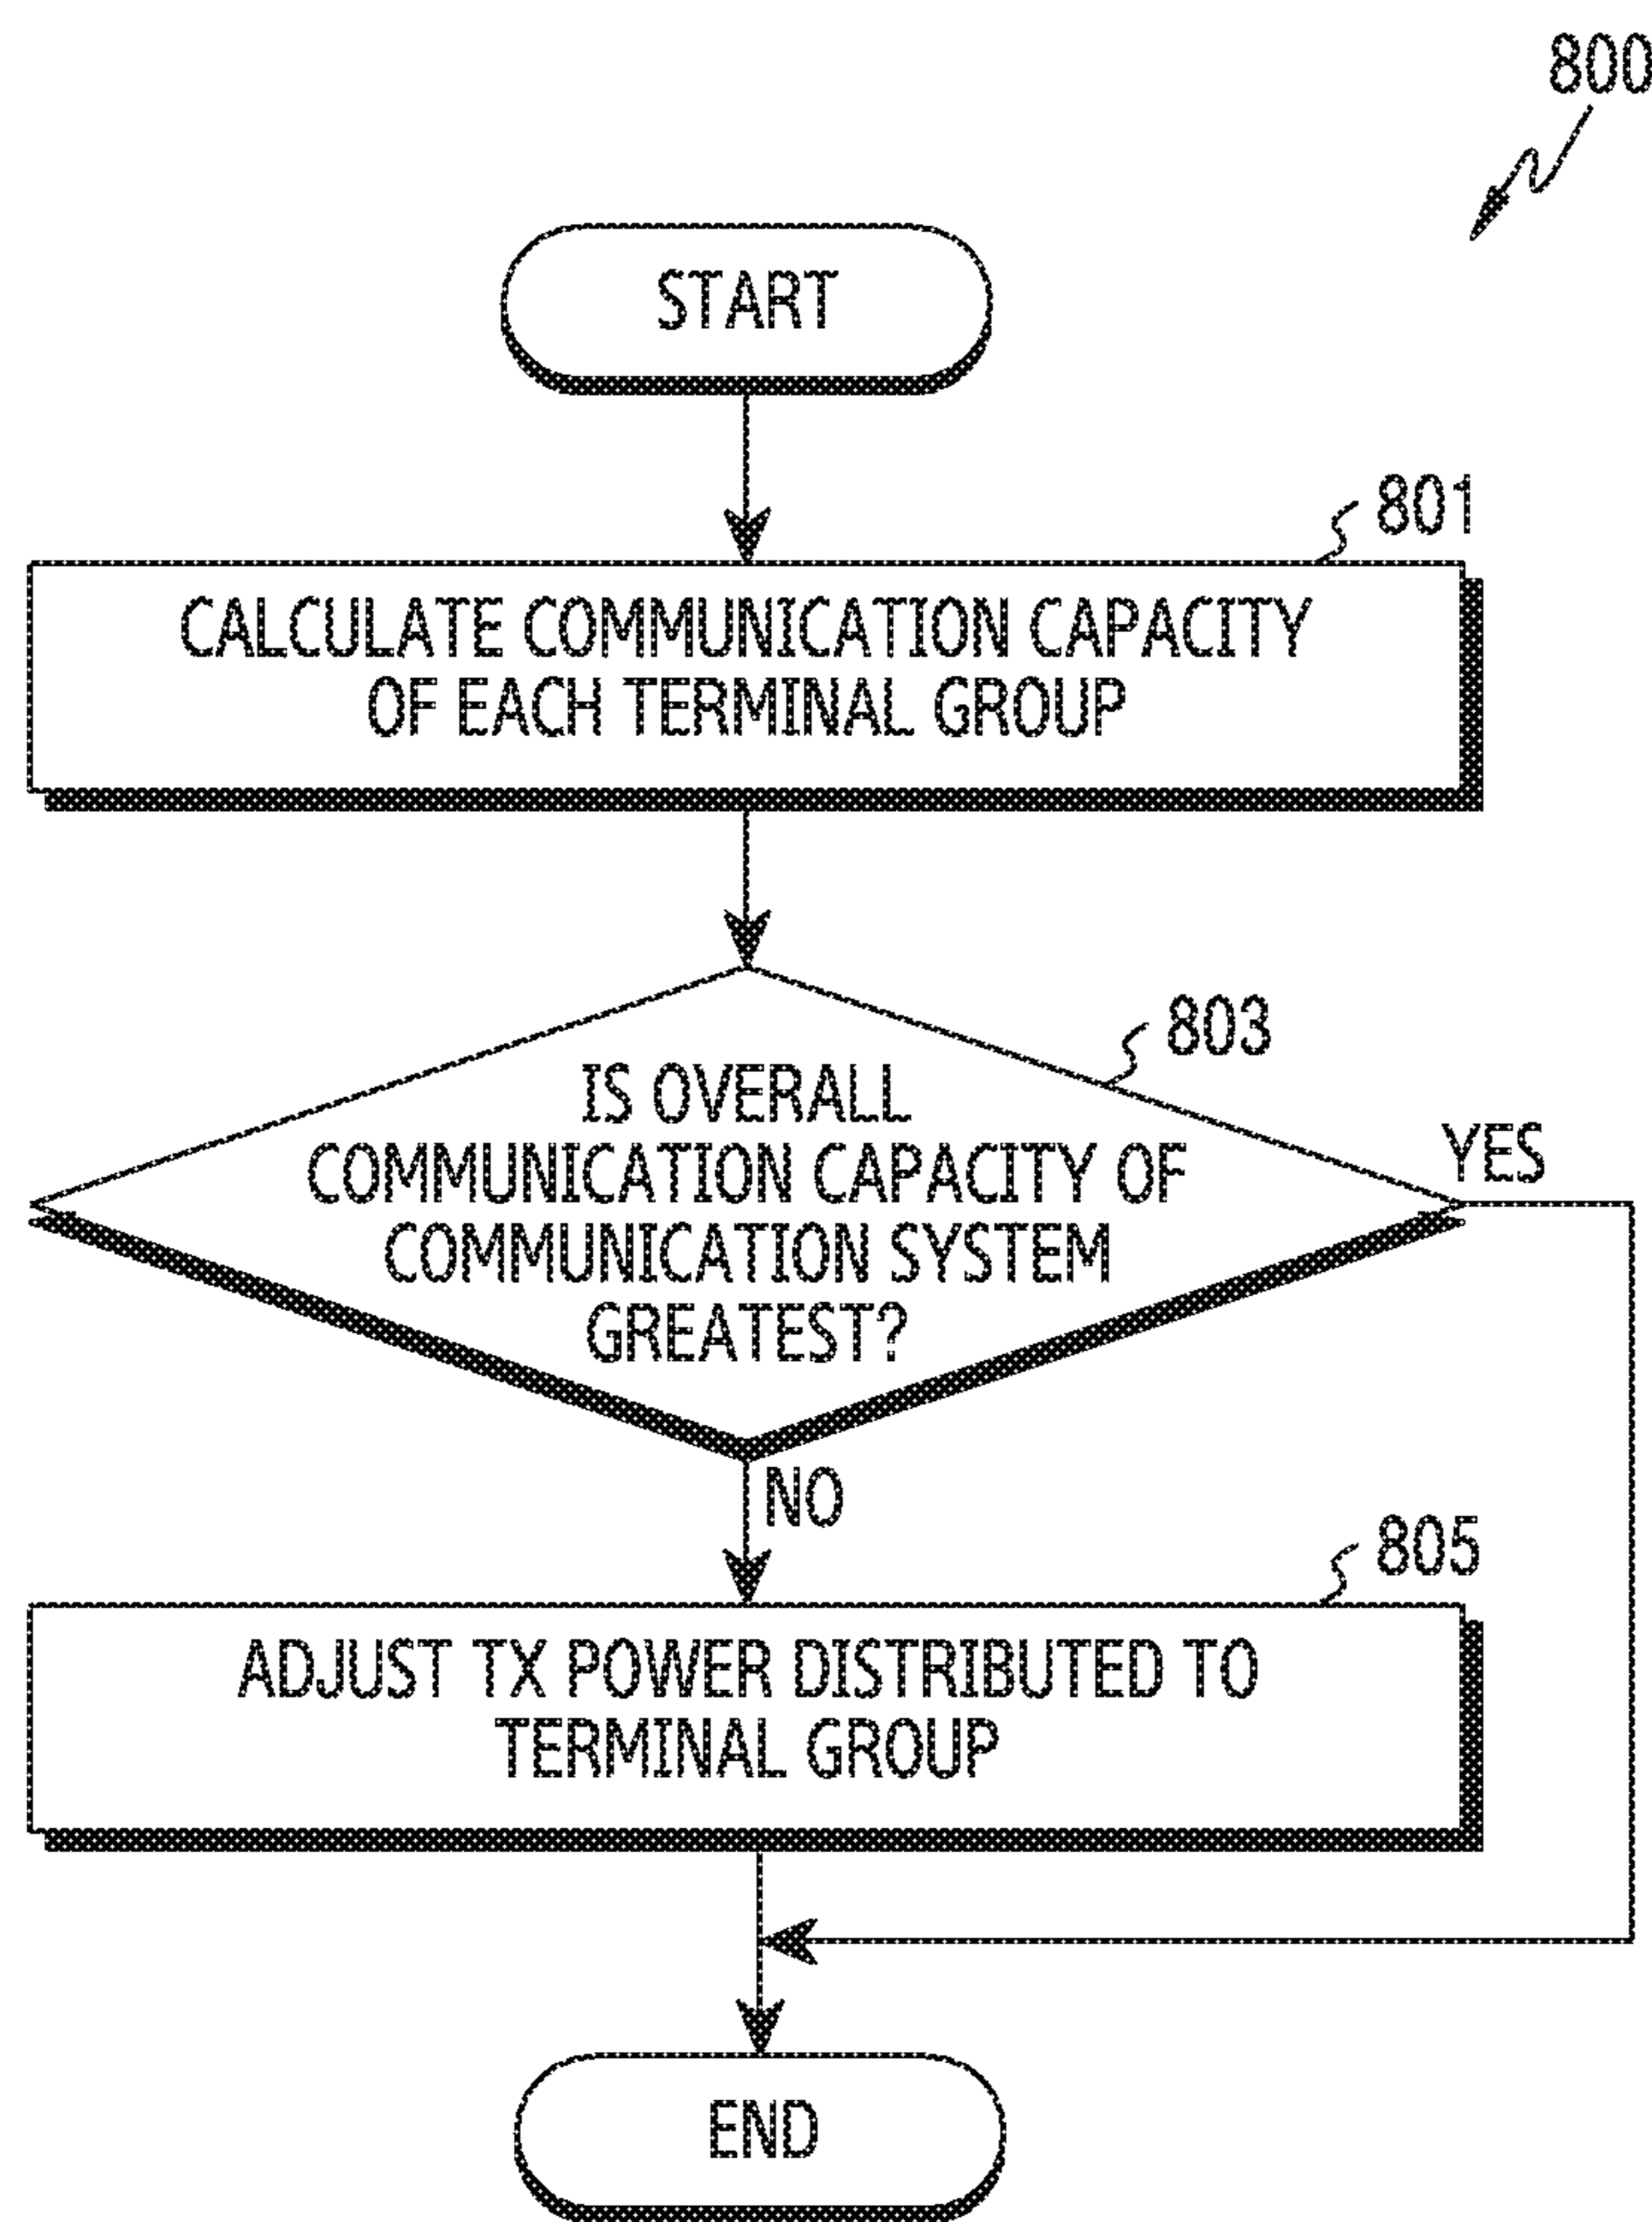 800
START
801
CALCULATE COMMUNICATION CAPACITY
OF EACH TERMINAL GROUP
803
IS OVERALL
COMMUNICATION CAPACITY OF
COMMUNICATION SYSTEM
GREATEST?
YES
NO
805
ADJUST TX POWER DISTRIBUTED TO
TERMINAL GROUP
END